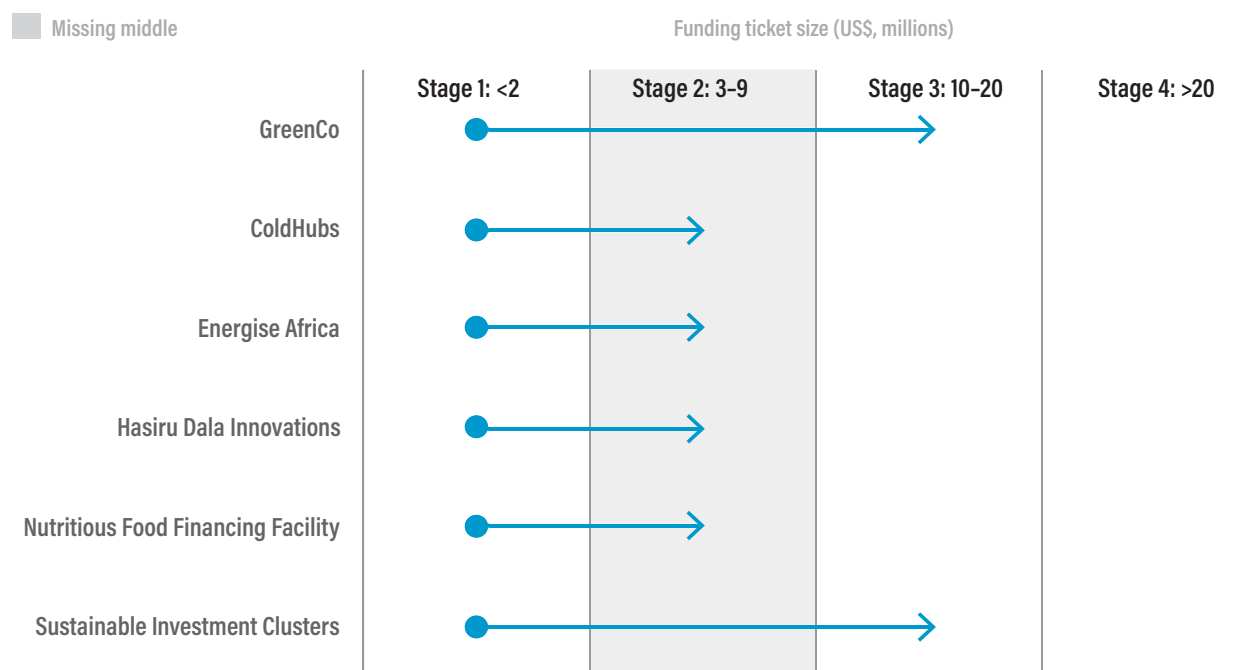 Missing middle
Funding ticket size (US$, millions)
Stage 1: <2
Stage 2: 3–9
Stage 3: 10–20
Stage 4: >20
GreenCo
ColdHubs
Energise Africa
Hasiru Dala Innovations
Nutritious Food Financing Facility
Sustainable Investment Clusters